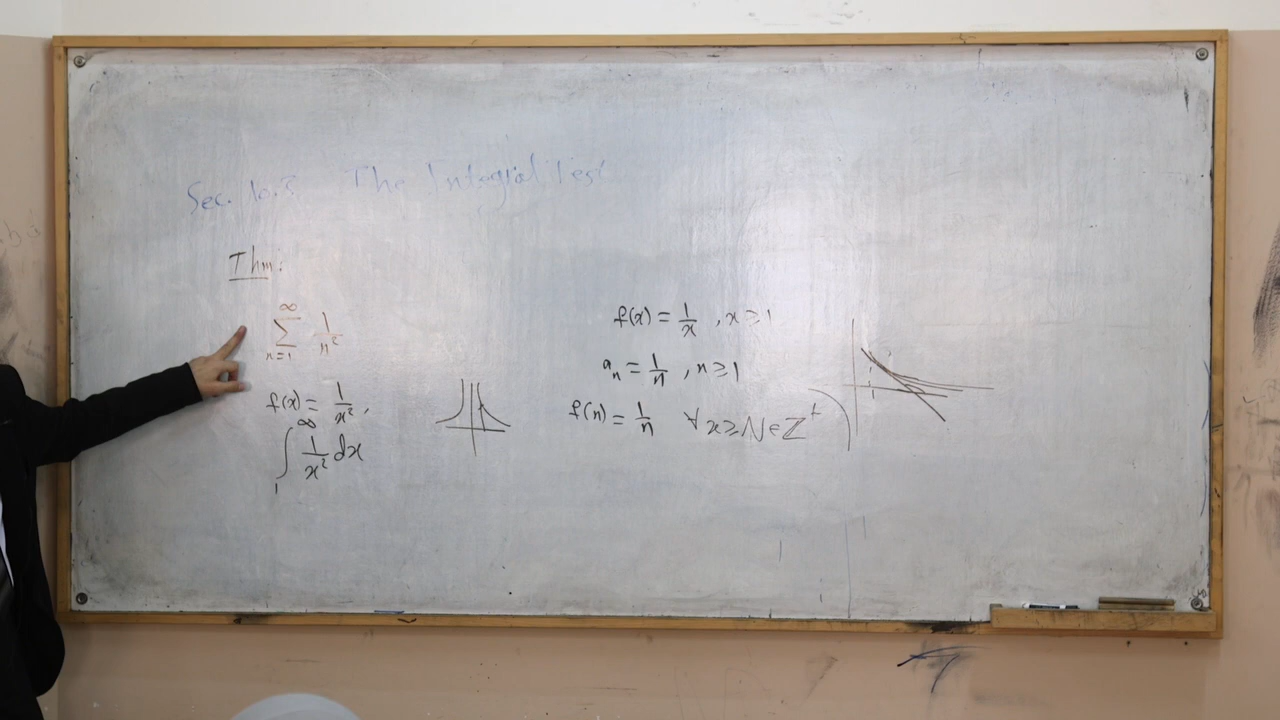 Sec. 10.3 The Integral Test
Thm:
∞
∑ 1/n²
n=1
f(x) = 1/x²,
∫₁^∞ 1/x² dx
f(x) = 1/x , x ≥ 1
aₙ = 1/n , n ≥ 1
f(n) = 1/n ∀ x ≥ N ∈ ℤ⁺